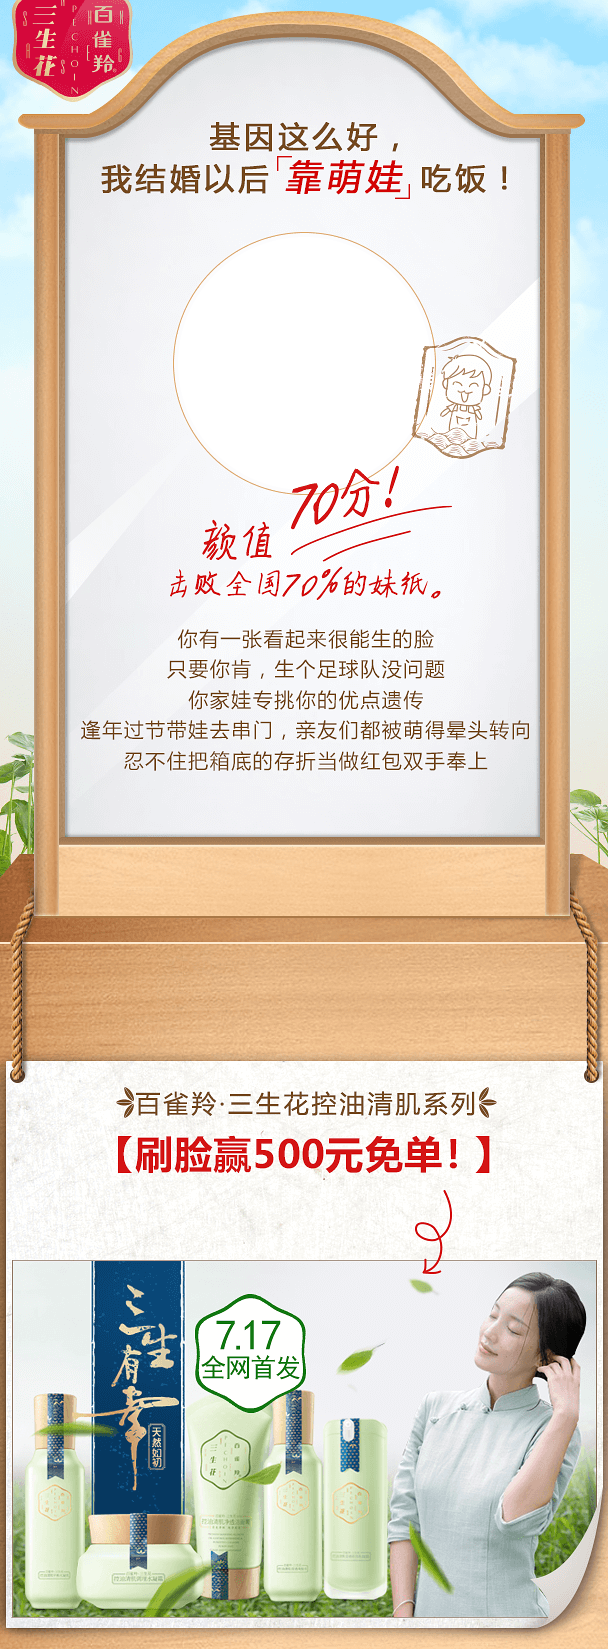 三生花
百雀羚
PECHOIN
基因这么好，
我结婚以后「靠萌娃」吃饭！
颜值 70分！
击败全国70%的妹纸。
你有一张看起来很能生的脸
只要你肯，生个足球队没问题
你家娃专挑你的优点遗传
逢年过节带娃去串门，亲友们都被萌得晕头转向
忍不住把箱底的存折当做红包双手奉上
百雀羚·三生花控油清肌系列
【刷脸赢500元免单！】
三生有幸
天然如初
7.17
全网首发
三生花
百雀羚